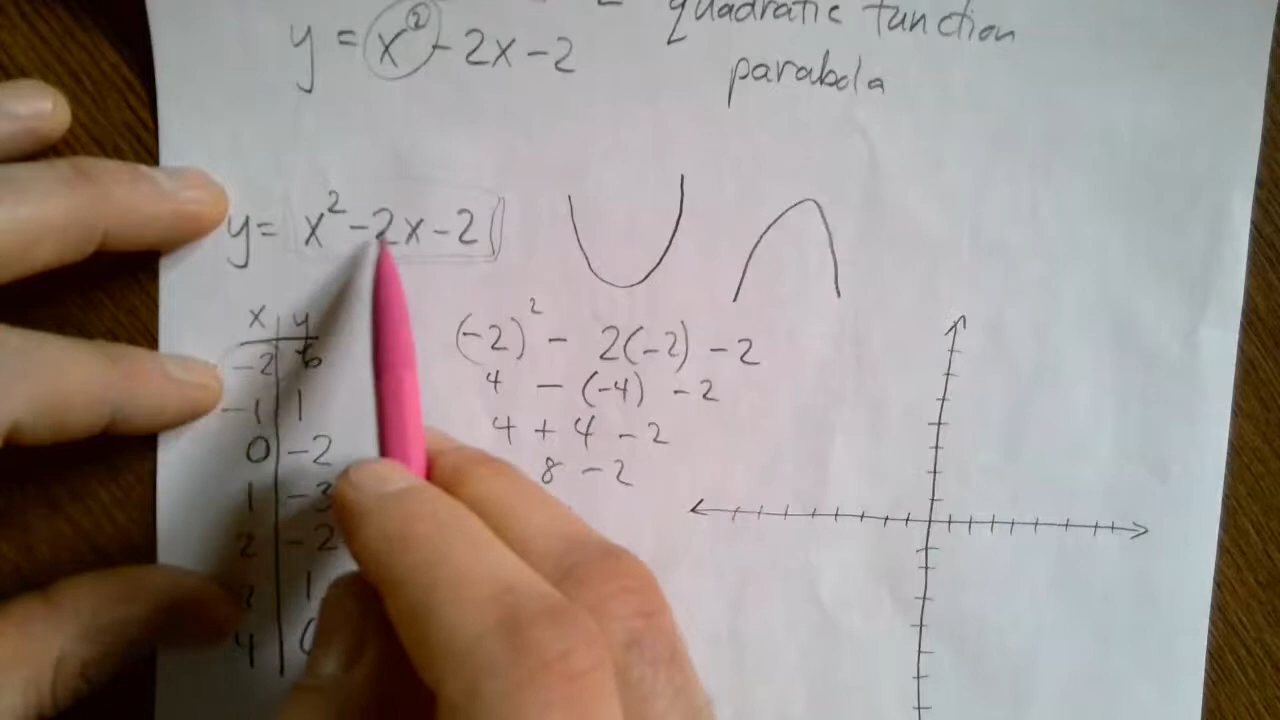 quadratic function
y = x² - 2x - 2
parabola
y = x² - 2x - 2
x y
-2 6
-1 1
0 -2
1 -3
2 -2
1
4
(-2)² - 2(-2) - 2
4 - (-4) - 2
4 + 4 - 2
8 - 2